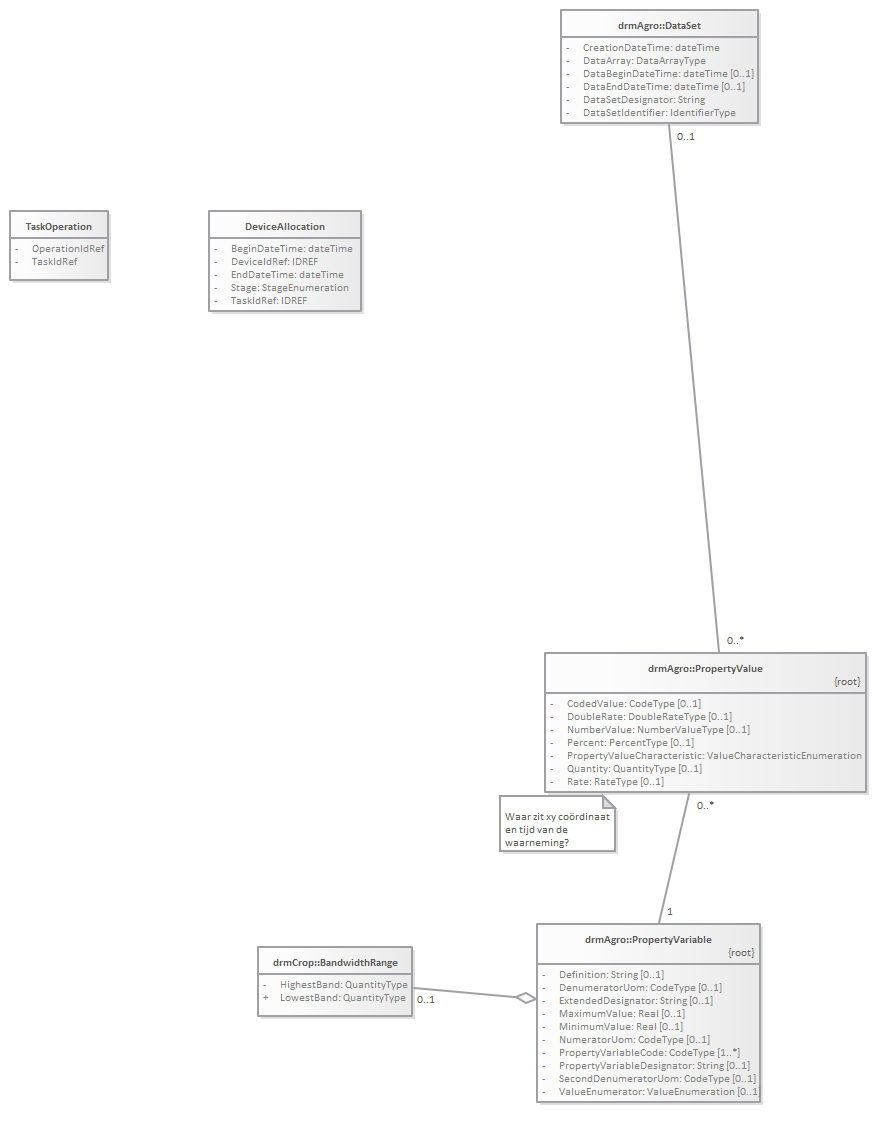 drmAgro::DataSet
- CreationDateTime: dateTime
- DataArray: DataArrayType
- DataBeginDateTime: dateTime [0..1]
- DataEndDateTime: dateTime [0..1]
- DataSetDesignator: String
- DataSetIdentifier: IdentifierType
0..1
TaskOperation
- OperationIdRef
- TaskIdRef
DeviceAllocation
- BeginDateTime: dateTime
- DeviceIdRef: IDREF
- EndDateTime: dateTime
- Stage: StageEnumeration
- TaskIdRef: IDREF
0..*
drmAgro::PropertyValue
{root}
- CodedValue: CodeType [0..1]
- DoubleRate: DoubleRateType [0..1]
- NumberValue: NumberValueType [0..1]
- Percent: PercentType [0..1]
- PropertyValueCharacteristic: ValueCharacteristicEnumeration
- Quantity: QuantityType [0..1]
- Rate: RateType [0..1]
0..*
Waar zit xy coördinaat
en tijd van de
waarneming?
1
drmAgro::PropertyVariable
{root}
- Definition: String [0..1]
- DenumeratorUom: CodeType [0..1]
- ExtendedDesignator: String [0..1]
- MaximumValue: Real [0..1]
- MinimumValue: Real [0..1]
- NumeratorUom: CodeType [0..1]
- PropertyVariableCode: CodeType [1..*]
- PropertyVariableDesignator: String [0..1]
- SecondDenumeratorUom: CodeType [0..1]
- ValueEnumerator: ValueEnumeration [0..1]
drmCrop::BandwidthRange
- HighestBand: QuantityType
+ LowestBand: QuantityType
0..1